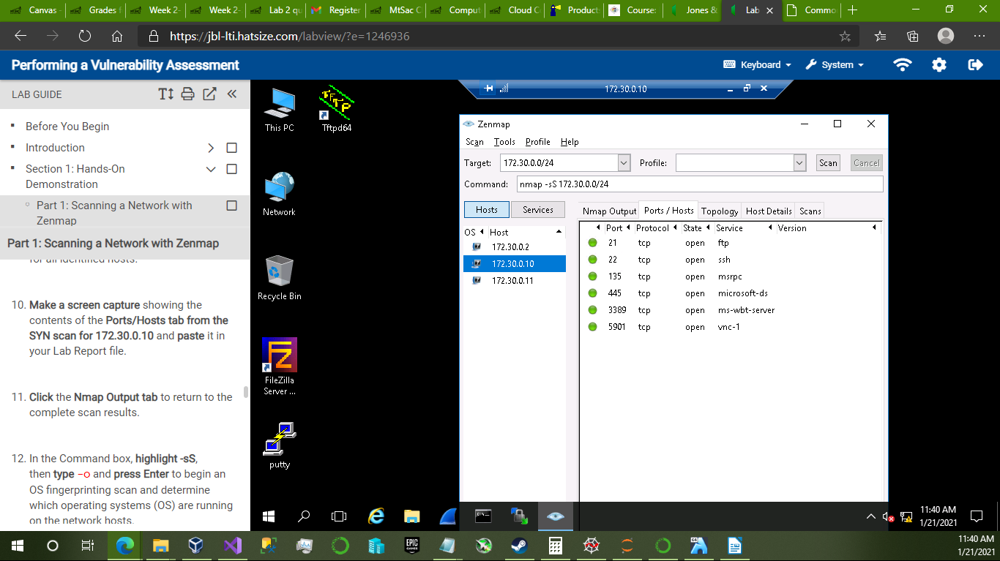 Canvas
Grades f
Week 2-
Week 2-
Lab 2 qu
Register
MtSac C
Comput
Cloud C
Products
Course:
Jones &
Lab
Commo
https://jbl-lti.hatsize.com/labview/?e=1246936
Performing a Vulnerability Assessment
Keyboard
System
LAB GUIDE
Before You Begin
Introduction
Section 1: Hands-On
Demonstration
Part 1: Scanning a Network with
Zenmap
Part 1: Scanning a Network with Zenmap
for all identified hosts.
10. Make a screen capture showing the
contents of the Ports/Hosts tab from the
SYN scan for 172.30.0.10 and paste it in
your Lab Report file.
11. Click the Nmap Output tab to return to the
complete scan results.
12. In the Command box, highlight -sS,
then type -O and press Enter to begin an
OS fingerprinting scan and determine
which operating systems (OS) are running
on the network hosts.
This PC
Tftpd64
Network
Recycle Bin
FileZilla
Server ...
putty
172.30.0.10
Zenmap
Scan Tools Profile Help
Target: 172.30.0.0/24 Profile: Scan Cancel
Command: nmap -sS 172.30.0.0/24
Hosts Services
Nmap Output Ports / Hosts Topology Host Details Scans
OS Host
172.30.0.2
172.30.0.10
172.30.0.11
Port Protocol State Service Version
21 tcp open ftp
22 tcp open ssh
135 tcp open msrpc
445 tcp open microsoft-ds
3389 tcp open ms-wbt-server
5901 tcp open vnc-1
11:40 AM
1/21/2021
EPIC
GAMES
64
11:40 AM
1/21/2021